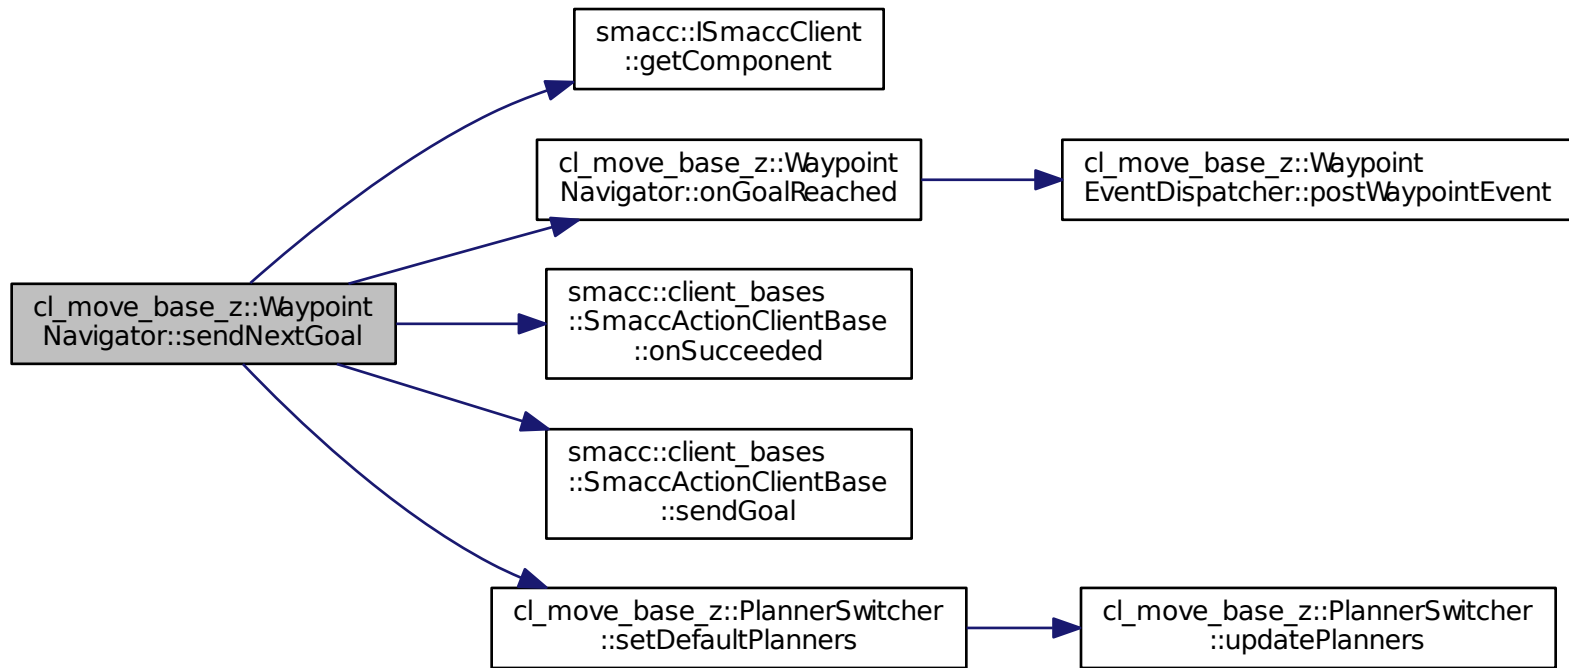 smacc::ISmaccClient
::getComponent
cl_move_base_z::Waypoint
Navigator::onGoalReached
cl_move_base_z::Waypoint
EventDispatcher::postWaypointEvent
cl_move_base_z::Waypoint
Navigator::sendNextGoal
smacc::client_bases
::SmaccActionClientBase
::onSucceeded
smacc::client_bases
::SmaccActionClientBase
::sendGoal
cl_move_base_z::PlannerSwitcher
::setDefaultPlanners
cl_move_base_z::PlannerSwitcher
::updatePlanners